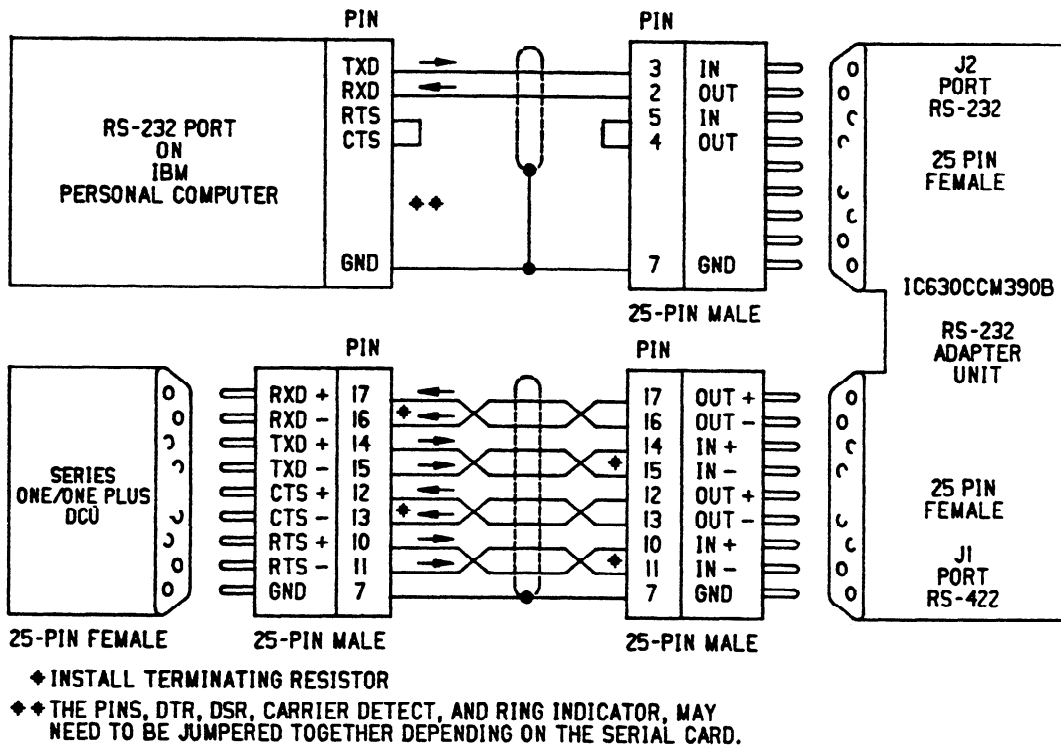 PIN
PIN
RS-232 PORT
ON
IBM
PERSONAL COMPUTER
TXD
RXD
RTS
CTS
GND
3 IN
2 OUT
5 IN
4 OUT
7 GND
25-PIN MALE
J2
PORT
RS-232
25 PIN
FEMALE
IC630CCM390B
RS-232
ADAPTER
UNIT
PIN
PIN
SERIES
ONE/ONE PLUS
DCU
25-PIN FEMALE
RXD + 17
RXD - 16
TXD + 14
TXD - 15
CTS + 12
CTS - 13
RTS + 10
RTS - 11
GND 7
25-PIN MALE
17 OUT +
16 OUT -
14 IN +
15 IN -
12 OUT +
13 OUT -
10 IN +
11 IN -
7 GND
25-PIN MALE
25 PIN
FEMALE
J1
PORT
RS-422
INSTALL TERMINATING RESISTOR
THE PINS, DTR, DSR, CARRIER DETECT, AND RING INDICATOR, MAY
NEED TO BE JUMPERED TOGETHER DEPENDING ON THE SERIAL CARD.